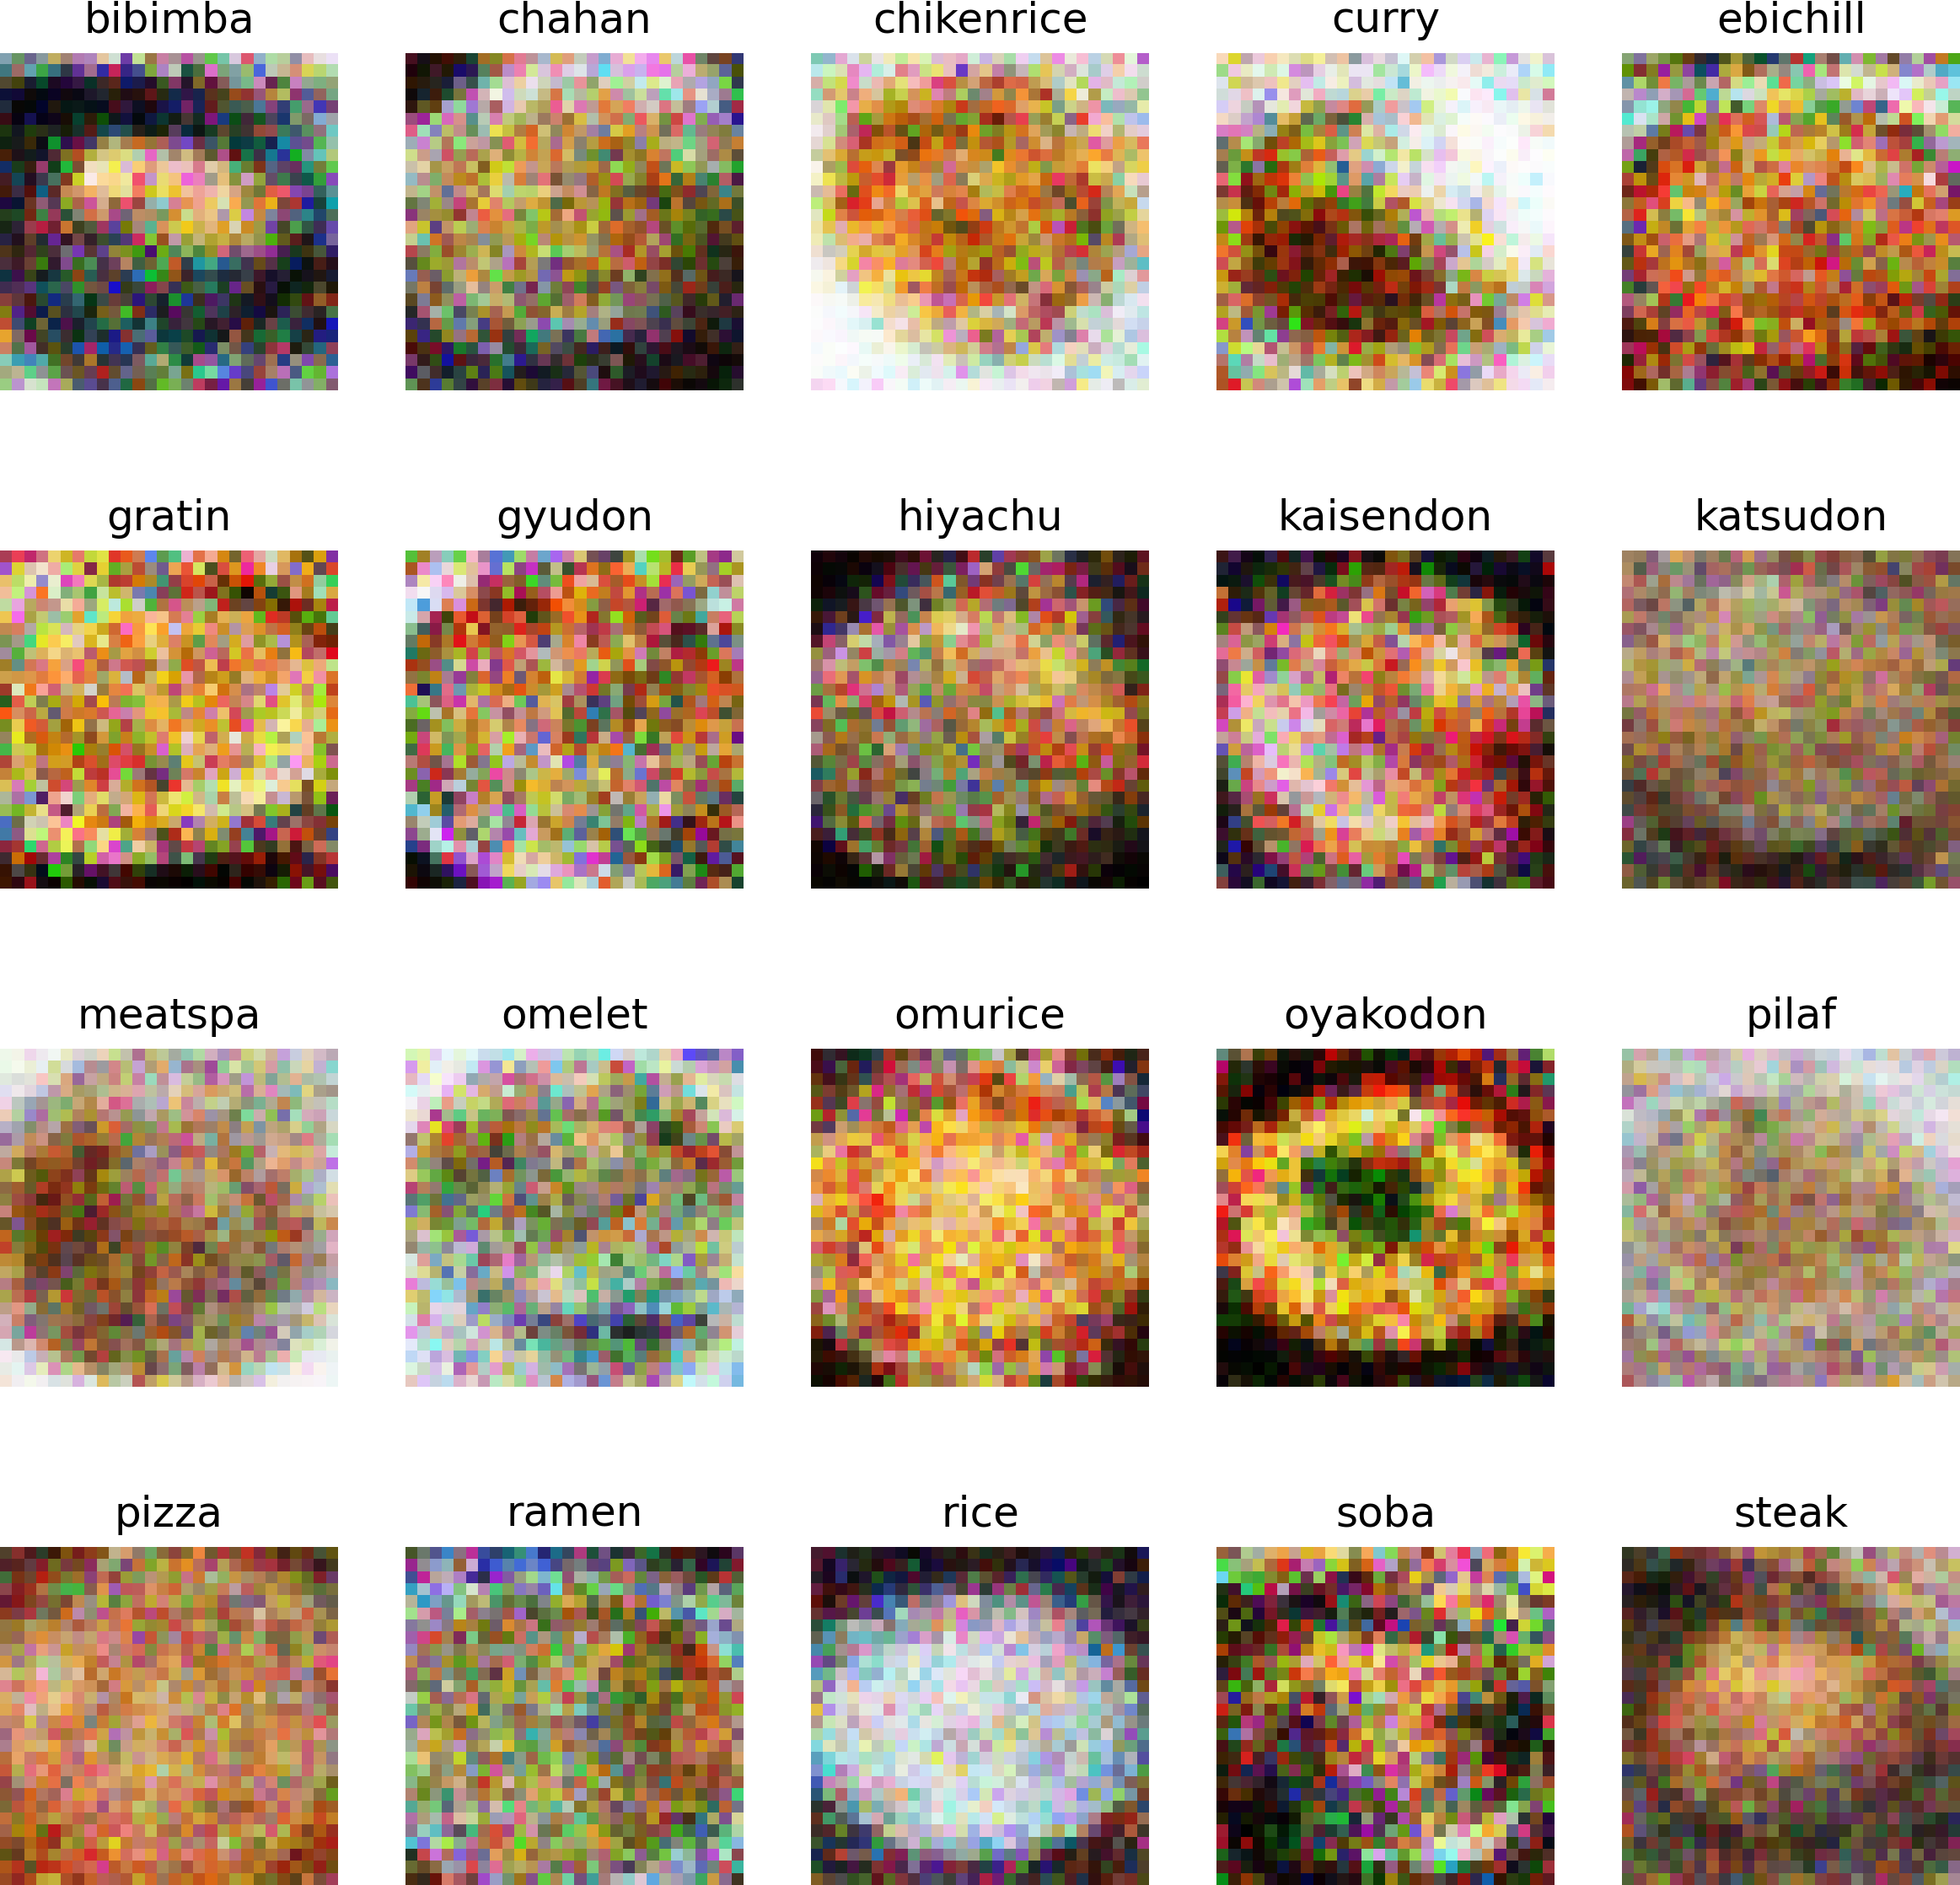 bibimba
chahan
chikenrice
curry
ebichill
gratin
gyudon
hiyachu
kaisendon
katsudon
meatspa
omelet
omurice
oyakodon
pilaf
pizza
ramen
rice
soba
steak